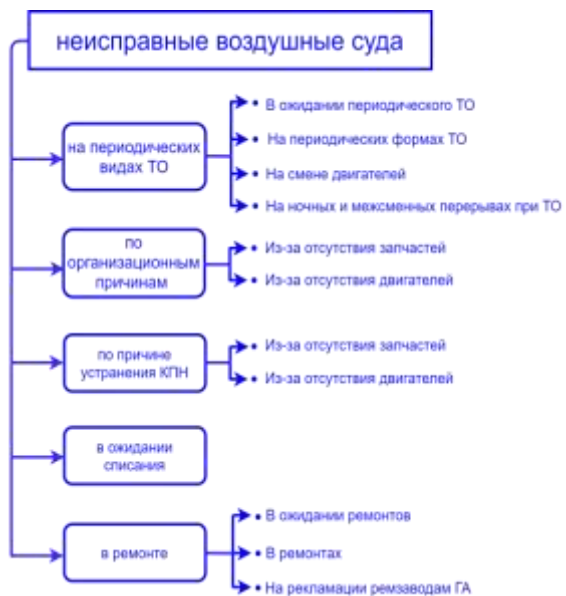 неисправные воздушные суда
на периодических
видах ТО
• В ожидании периодического ТО
• На периодических формах ТО
• На смене двигателей
• На ночных и межсменных перерывах при ТО
по
организационным
причинам
• Из-за отсутствия запчастей
• Из-за отсутствия двигателей
по причине
устранения КПН
• Из-за отсутствия запчастей
• Из-за отсутствия двигателей
в ожидании
списания
в ремонте
• В ожидании ремонтов
• В ремонтах
• На рекламации ремзаводам ГА